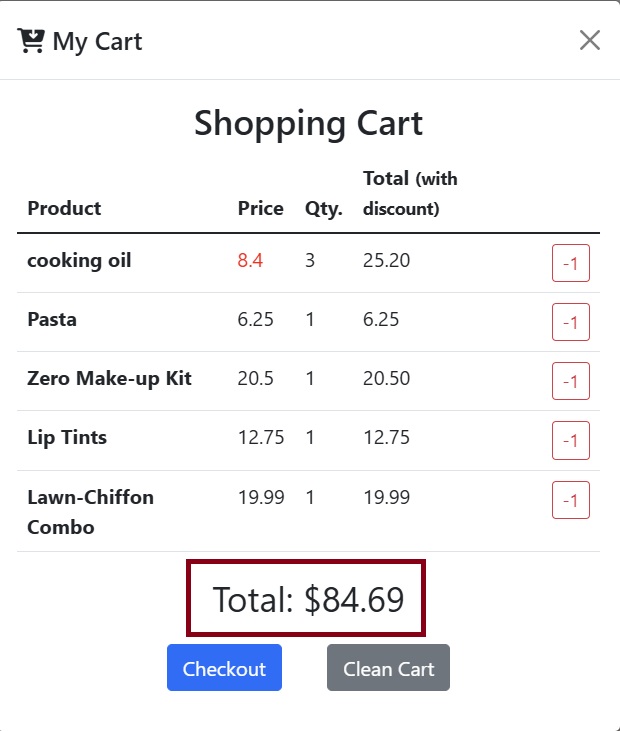 My Cart
Shopping Cart
Product Price Qty. Total (with discount)
cooking oil 8.4 3 25.20 -1
Pasta 6.25 1 6.25 -1
Zero Make-up Kit 20.5 1 20.50 -1
Lip Tints 12.75 1 12.75 -1
Lawn-Chiffon Combo 19.99 1 19.99 -1
Total: $84.69
Checkout Clean Cart